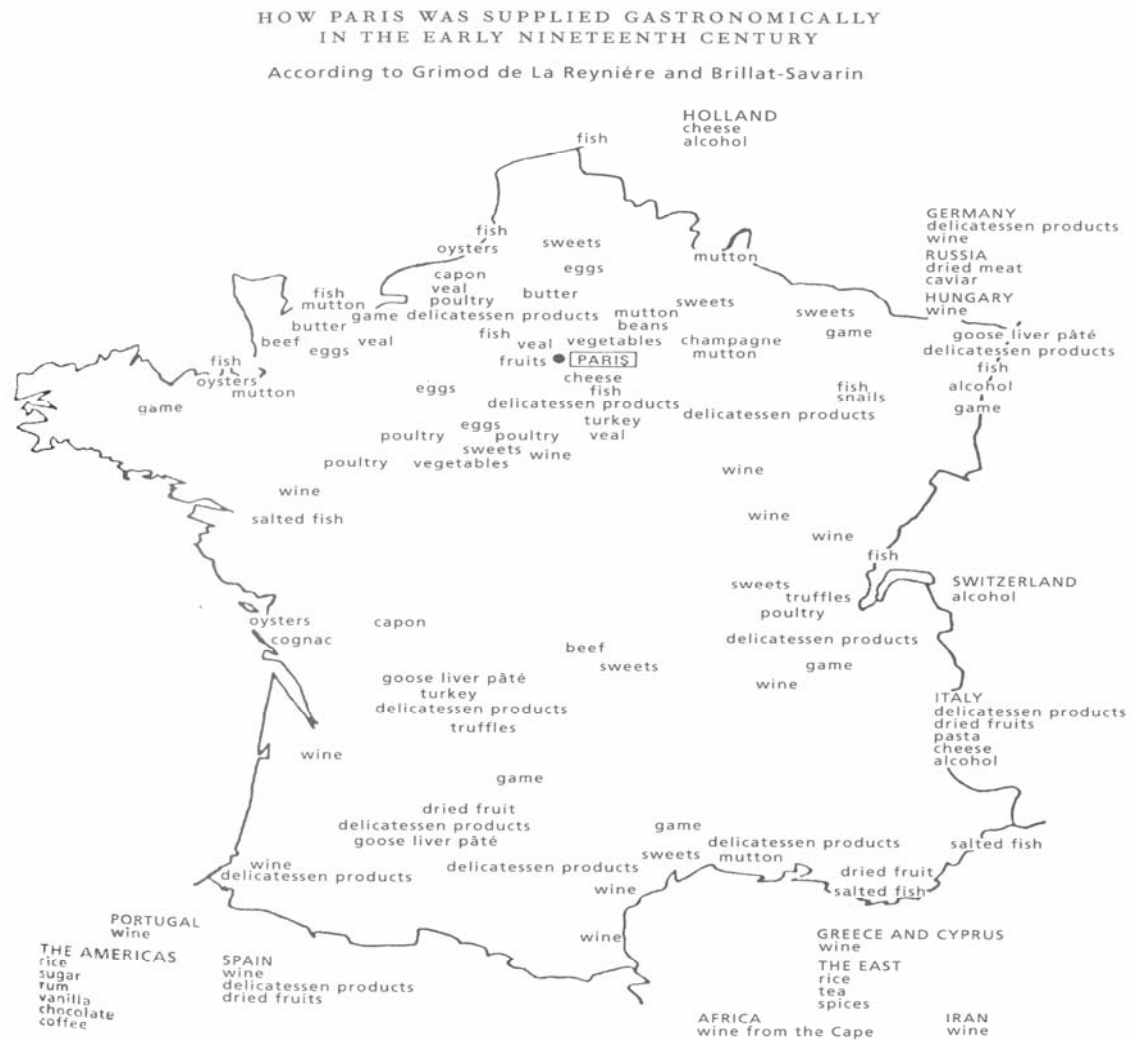 HOW PARIS WAS SUPPLIED GASTRONOMICALLY
IN THE EARLY NINETEENTH CENTURY
According to Grimod de La Reyniére and Brillat-Savarin
HOLLAND
cheese
alcohol
fish
GERMANY
delicatessen products
wine
RUSSIA
dried meat
caviar
HUNGARY
wine
fish
oysters
sweets
mutton
capon
veal
poultry
eggs
butter
fish
mutton
game
delicatessen products
mutton
beans
sweets
sweets
butter
beef
eggs
veal
fish
veal
vegetables
champagne
mutton
game
goose liver pâté
delicatessen products
fish
alcohol
game
fruits
PARIS
fish
oysters
mutton
game
eggs
cheese
fish
delicatessen products
delicatessen products
fish
snails
eggs
turkey
poultry
poultry
veal
sweets
wine
poultry
vegetables
wine
wine
salted fish
wine
wine
fish
sweets
truffles
poultry
SWITZERLAND
alcohol
oysters
cognac
capon
delicatessen products
beef
sweets
game
wine
goose liver pâté
turkey
delicatessen products
truffles
ITALY
delicatessen products
dried fruits
pasta
cheese
alcohol
wine
game
dried fruit
delicatessen products
goose liver pâté
game
delicatessen products
sweets
mutton
salted fish
wine
delicatessen products
delicatessen products
dried fruit
salted fish
wine
wine
PORTUGAL
wine
THE AMERICAS
rice
sugar
rum
vanilla
chocolate
coffee
SPAIN
wine
delicatessen products
dried fruits
GREECE AND CYPRUS
wine
THE EAST
rice
tea
spices
AFRICA
wine from the Cape
IRAN
wine